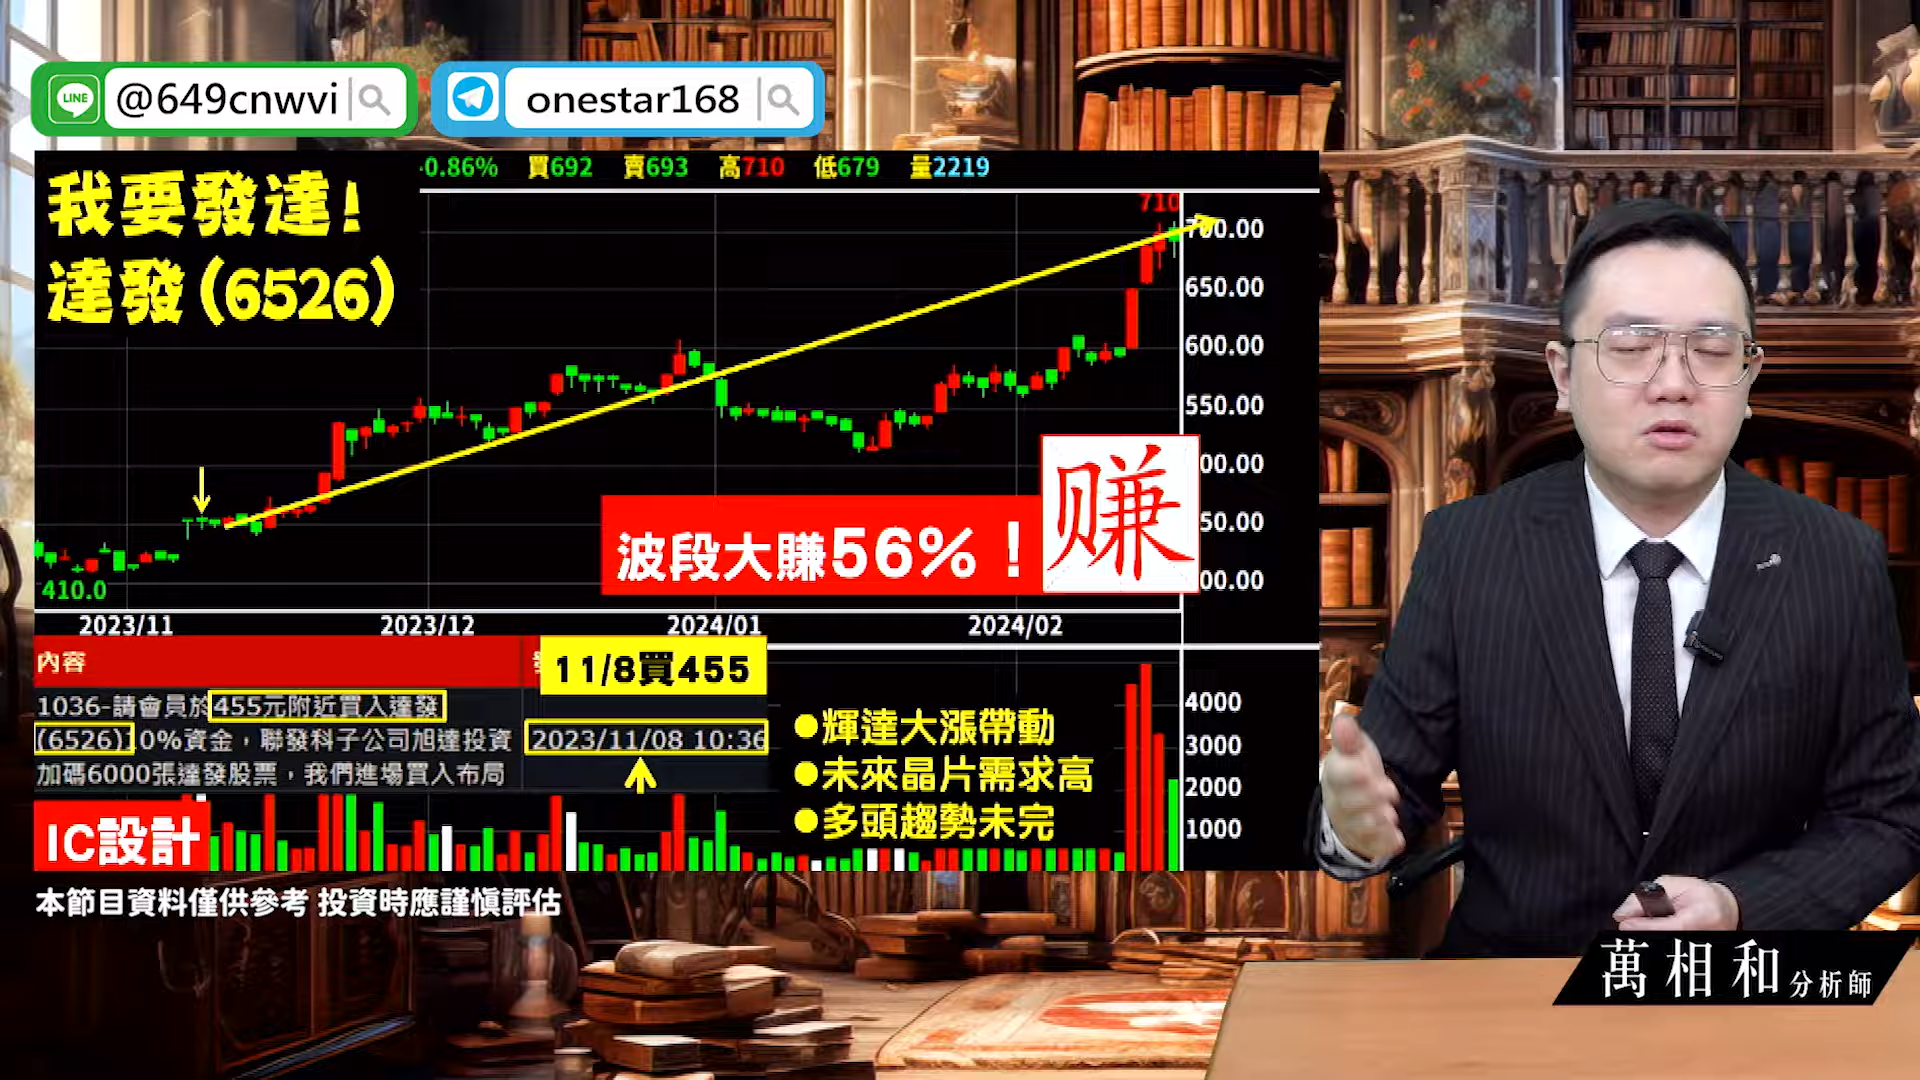 LINE
@649cnwvi
onestar168
我要發達!
達發(6526)
-0.86% 買692 賣693 高710 低679 量2219
710
700.00
650.00
600.00
550.00
00.00
50.00
00.00
賺
波段大賺56%!
410.0
2023/11 2023/12 2024/01 2024/02
內容
11/8買455
1036-請會員於455元附近買入達發
(6526)10%資金,聯發科子公司旭達投資
加碼6000張達發股票,我們進場買入布局
2023/11/08 10:36
●輝達大漲帶動
●未來晶片需求高
●多頭趨勢未完
4000
3000
2000
1000
IC設計
本節目資料僅供參考 投資時應謹慎評估
萬相和分析師